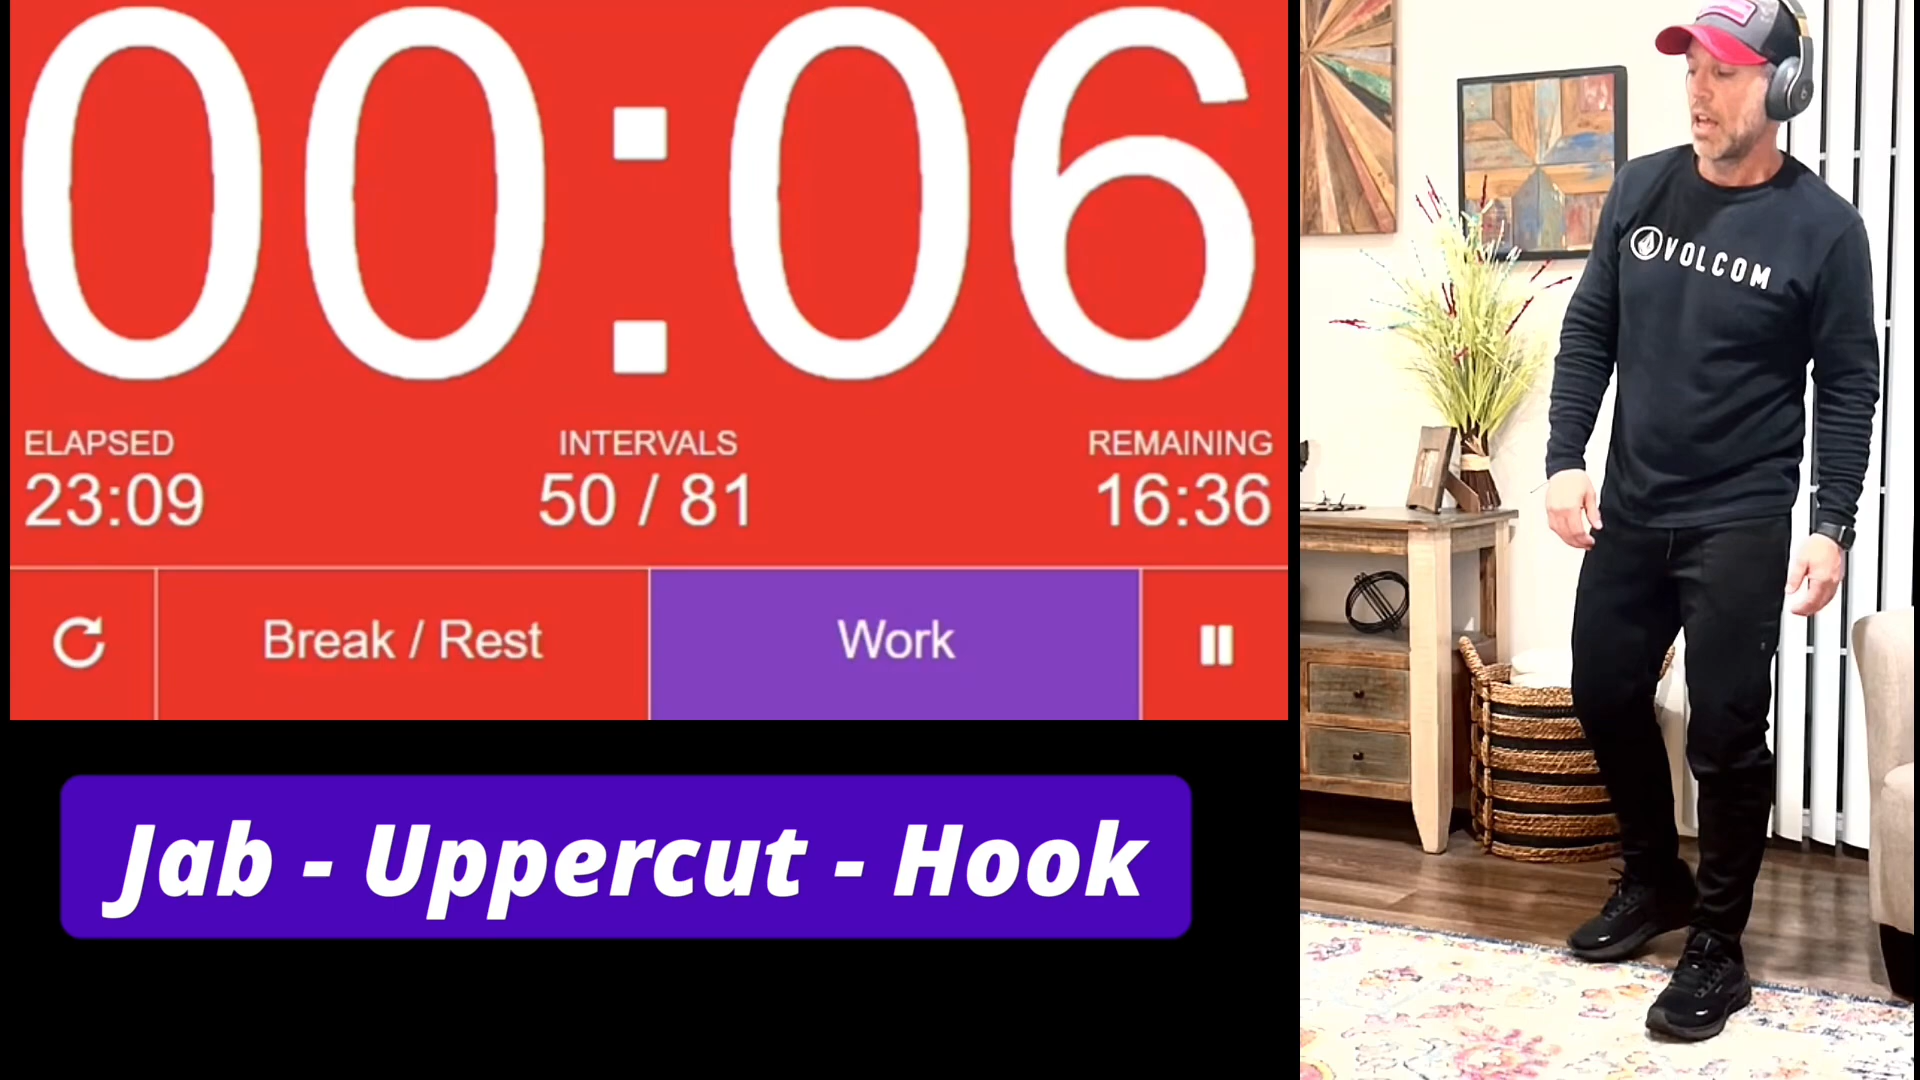 00:06
ELAPSED
INTERVALS
REMAINING
23:09
50 / 81
16:36
Break / Rest
Work
Jab - Uppercut - Hook
VOLCOM